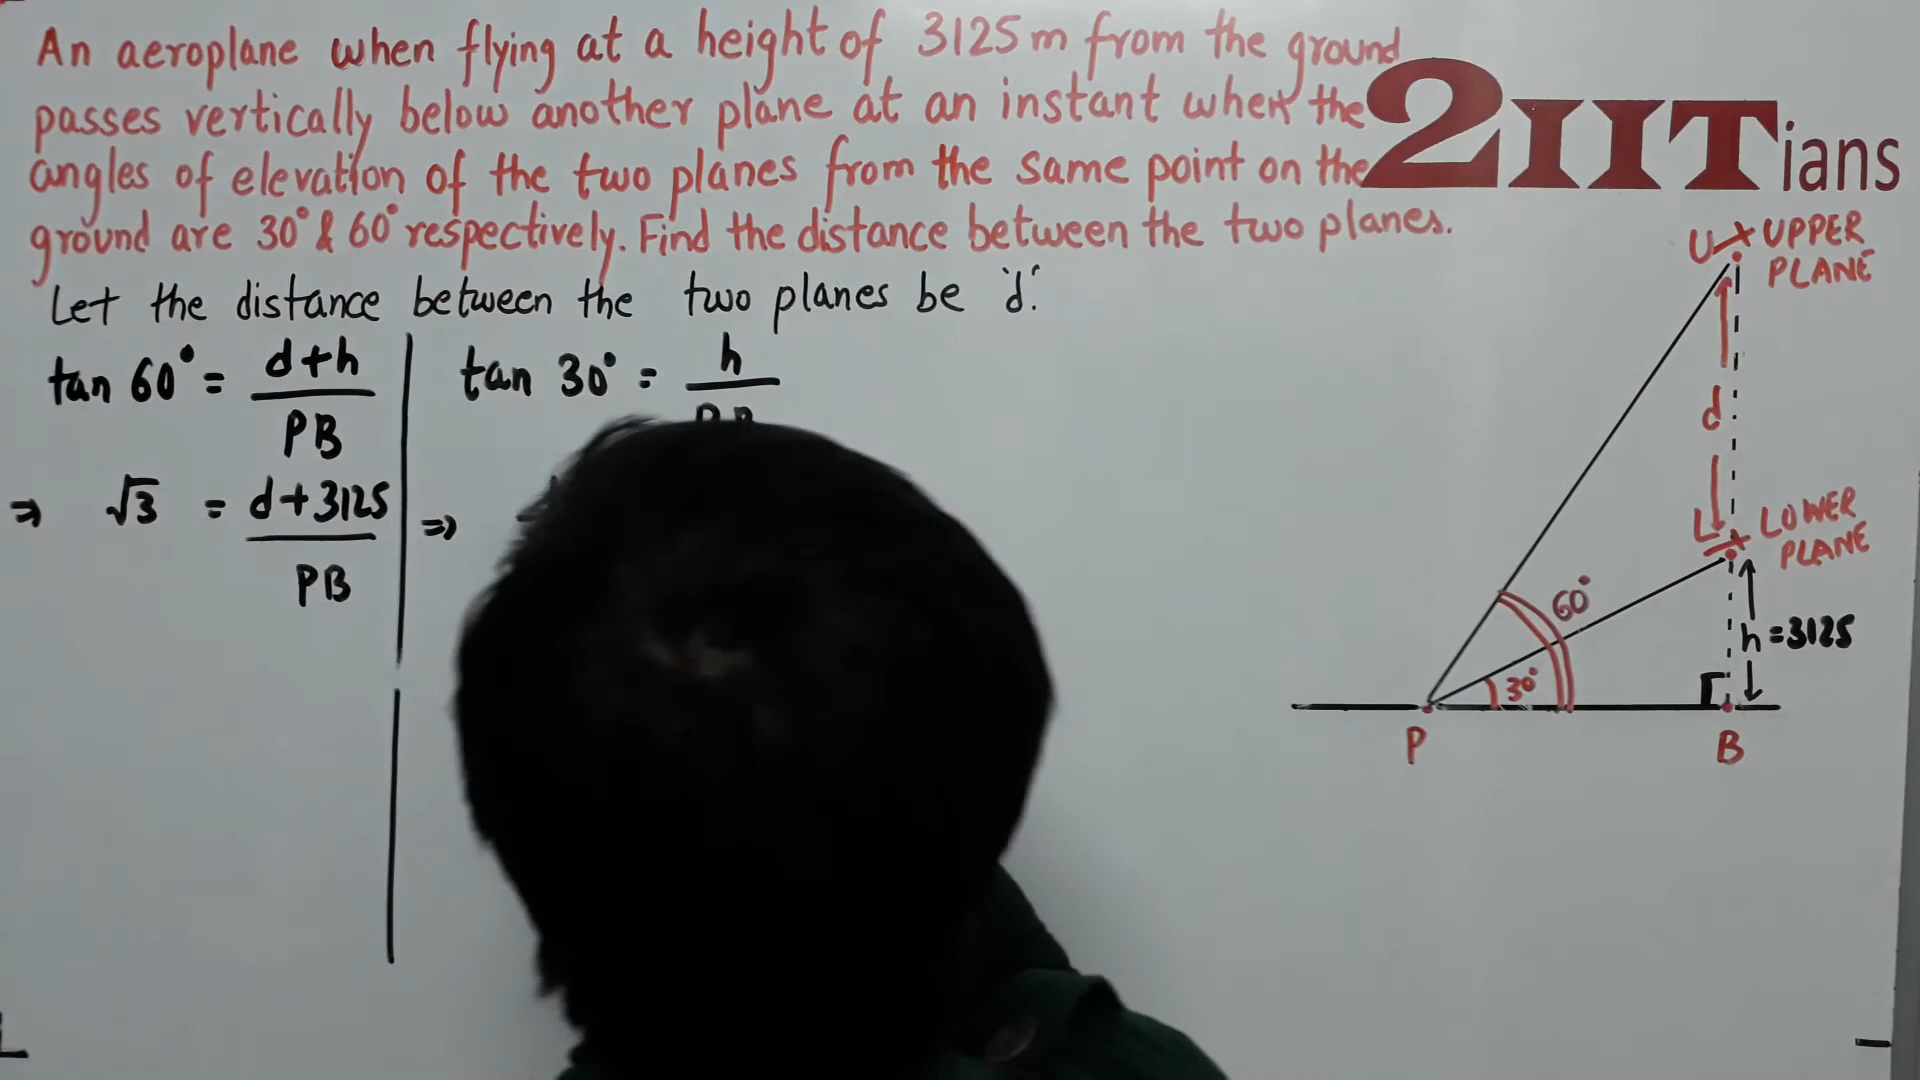 An aeroplane when flying at a height of 3125 m from the ground
passes vertically below another plane at an instant when the
angles of elevation of the two planes from the same point on the
ground are 30° & 60° respectively. Find the distance between the two planes.
2IITians
Let the distance between the two planes be 'd'.
tan 60° = d+h / PB
⇒ √3 = d+3125 / PB
tan 30° = h /
⇒
U UPPER
PLANE
d
L LOWER
PLANE
60°
30°
h = 3125
P
B